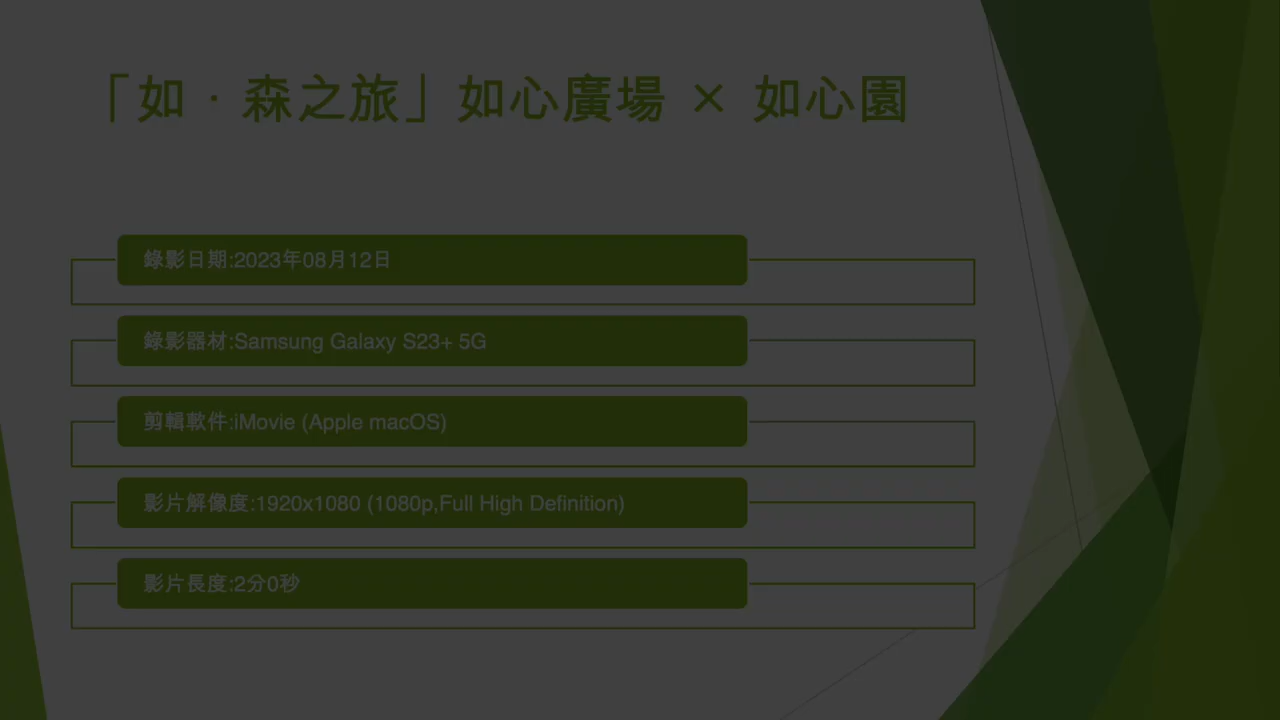 「如．森之旅」如心廣場 × 如心園
錄影日期:2023年08月12日
錄影器材:Samsung Galaxy S23+ 5G
剪輯軟件:iMovie (Apple macOS)
影片解像度:1920x1080 (1080p,Full High Definition)
影片長度:2分0秒